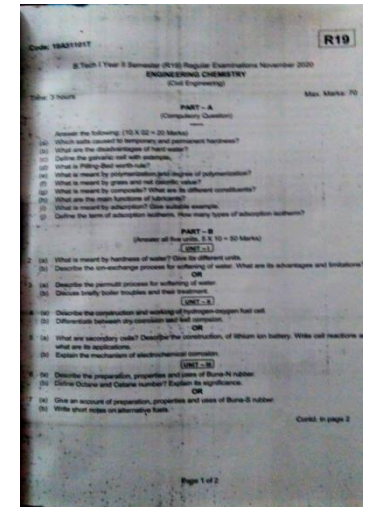 R19
Code: 19A31101T
B.Tech I Year II Semester (R19) Regular Examinations November 2020
ENGINEERING CHEMISTRY
(Civil Engineering)
Time: 3 hours Max. Marks: 70
PART – A
(Compulsory Question)
Answer the following: (10 X 02 = 20 Marks)
(a) Which salts caused to temporary and permanent hardness?
(b) What are the disadvantages of hard water?
(c) Define the galvanic cell with example.
(d) What is Pilling-Bed worth rule?
(e) What is meant by polymerization and degree of polymerization?
(f) What is meant by gross and net calorific value?
(g) What is meant by composite? What are its different constituents?
(h) What are the main functions of lubricants?
(i) What is meant by adsorption? Give suitable example.
(j) Define the term of adsorption isotherm. How many types of adsorption isotherm?
PART – B
(Answer all five units, 5 X 10 = 50 Marks)
UNIT – I
2 (a) What is meant by hardness of water? Give its different units.
(b) Describe the ion-exchange process for softening of water. What are its advantages and limitations?
OR
3 (a) Describe the permutit process for softening of water.
(b) Discuss briefly boiler troubles and their treatment.
UNIT – II
4 (a) Describe the construction and working of hydrogen-oxygen fuel cell.
(b) Differentiate between dry corrosion and wet corrosion.
OR
5 (a) What are secondary cells? Describe the construction, of lithium ion battery. Write cell reactions a
what are its applications.
(b) Explain the mechanism of electrochemical corrosion.
UNIT – III
6 (a) Describe the preparation, properties and uses of Buna-N rubber.
(b) Define Octane and Cetane number? Explain its significance.
OR
7 (a) Give an account of preparation, properties and uses of Buna-S rubber.
(b) Write short notes on alternative fuels.
Contd. in page 2
Page 1 of 2